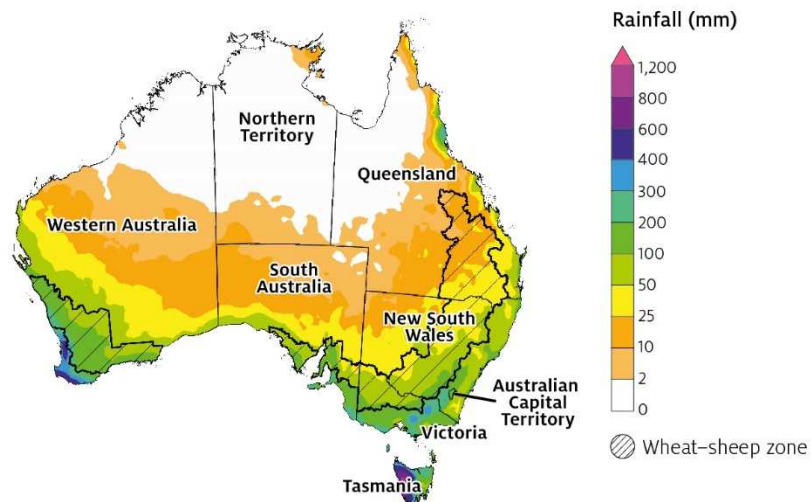 Rainfall (mm)
1,200
800
600
400
300
200
100
50
25
10
2
0
Wheat–sheep zone
Northern
Territory
Queensland
Western Australia
South
Australia
New South
Wales
Australian
Capital
Territory
Victoria
Tasmania